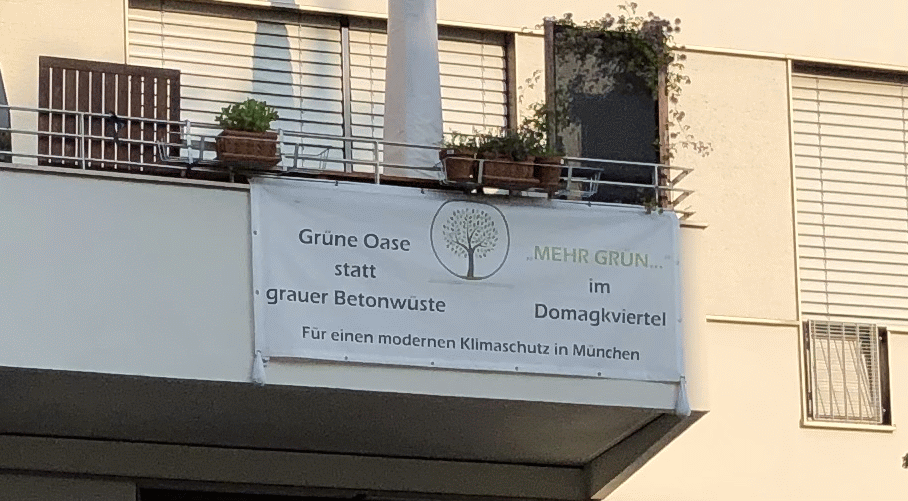 Grüne Oase
statt
grauer Betonwüste
„MEHR GRÜN..."
im
Domagkviertel
Für einen modernen Klimaschutz in München